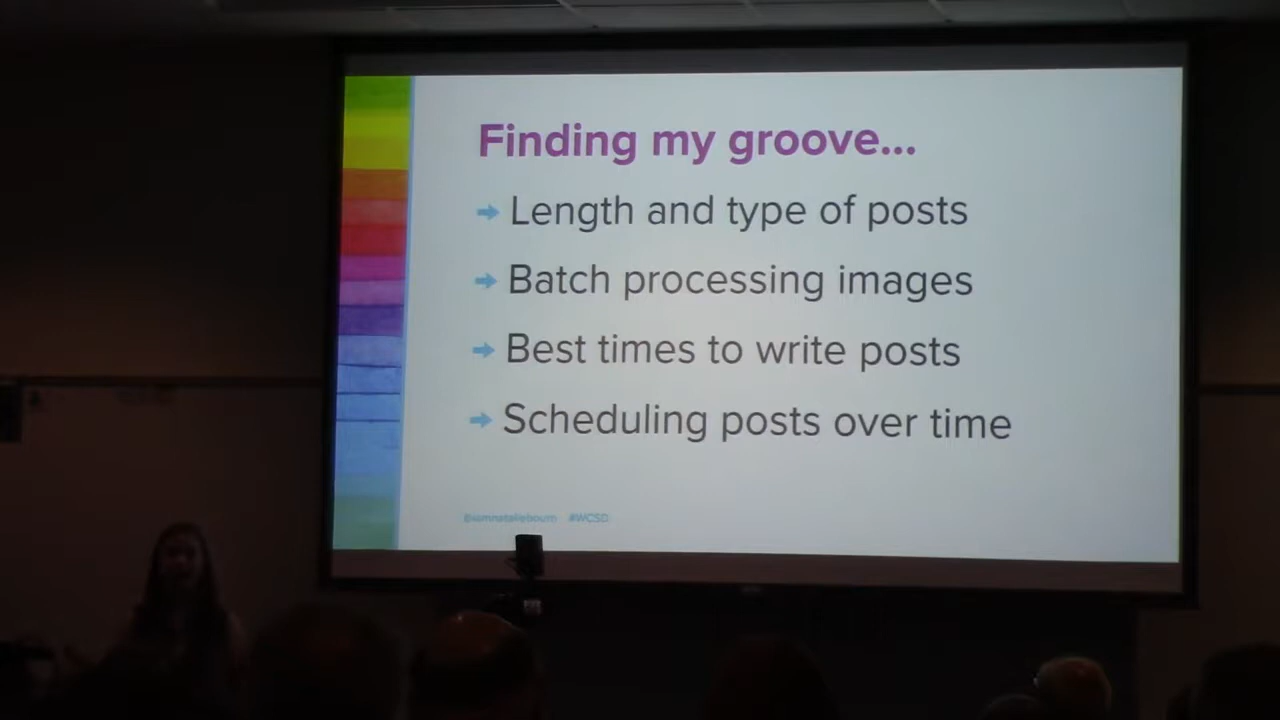 Finding my groove...
➡ Length and type of posts
➡ Batch processing images
➡ Best times to write posts
➡ Scheduling posts over time
@iamnataliebourn #WCSD